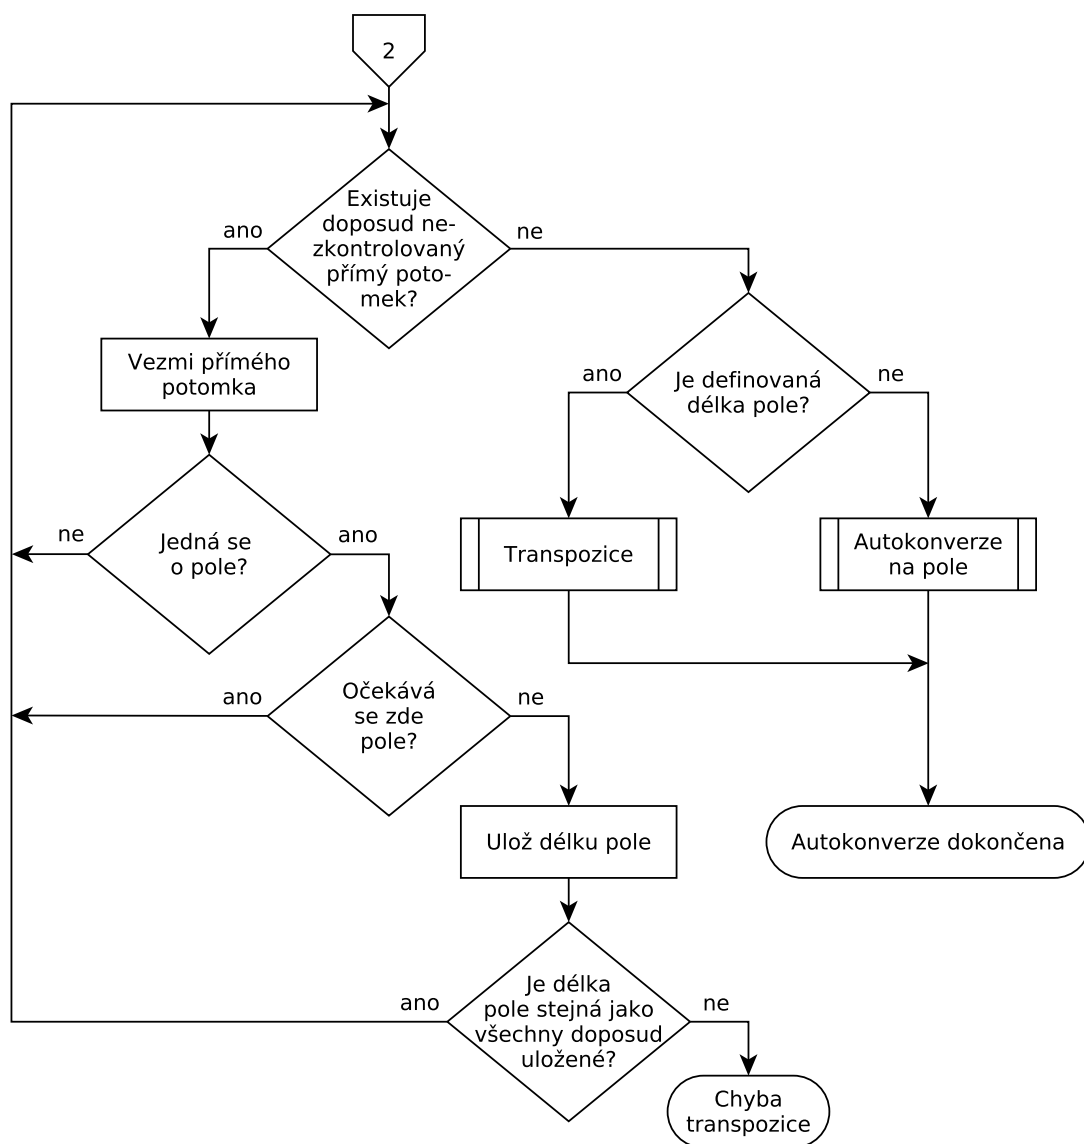 2
Existuje
doposud ne-
zkontrolovaný
přímý poto-
mek?
ano
ne
Vezmi přímého
potomka
Je definovaná
délka pole?
ano
ne
Jedná se
o pole?
ne
ano
Transpozice
Autokonverze
na pole
Očekává
se zde
pole?
ano
ne
Ulož délku pole
Autokonverze dokončena
Je délka
pole stejná jako
všechny doposud
uložené?
ano
ne
Chyba
transpozice